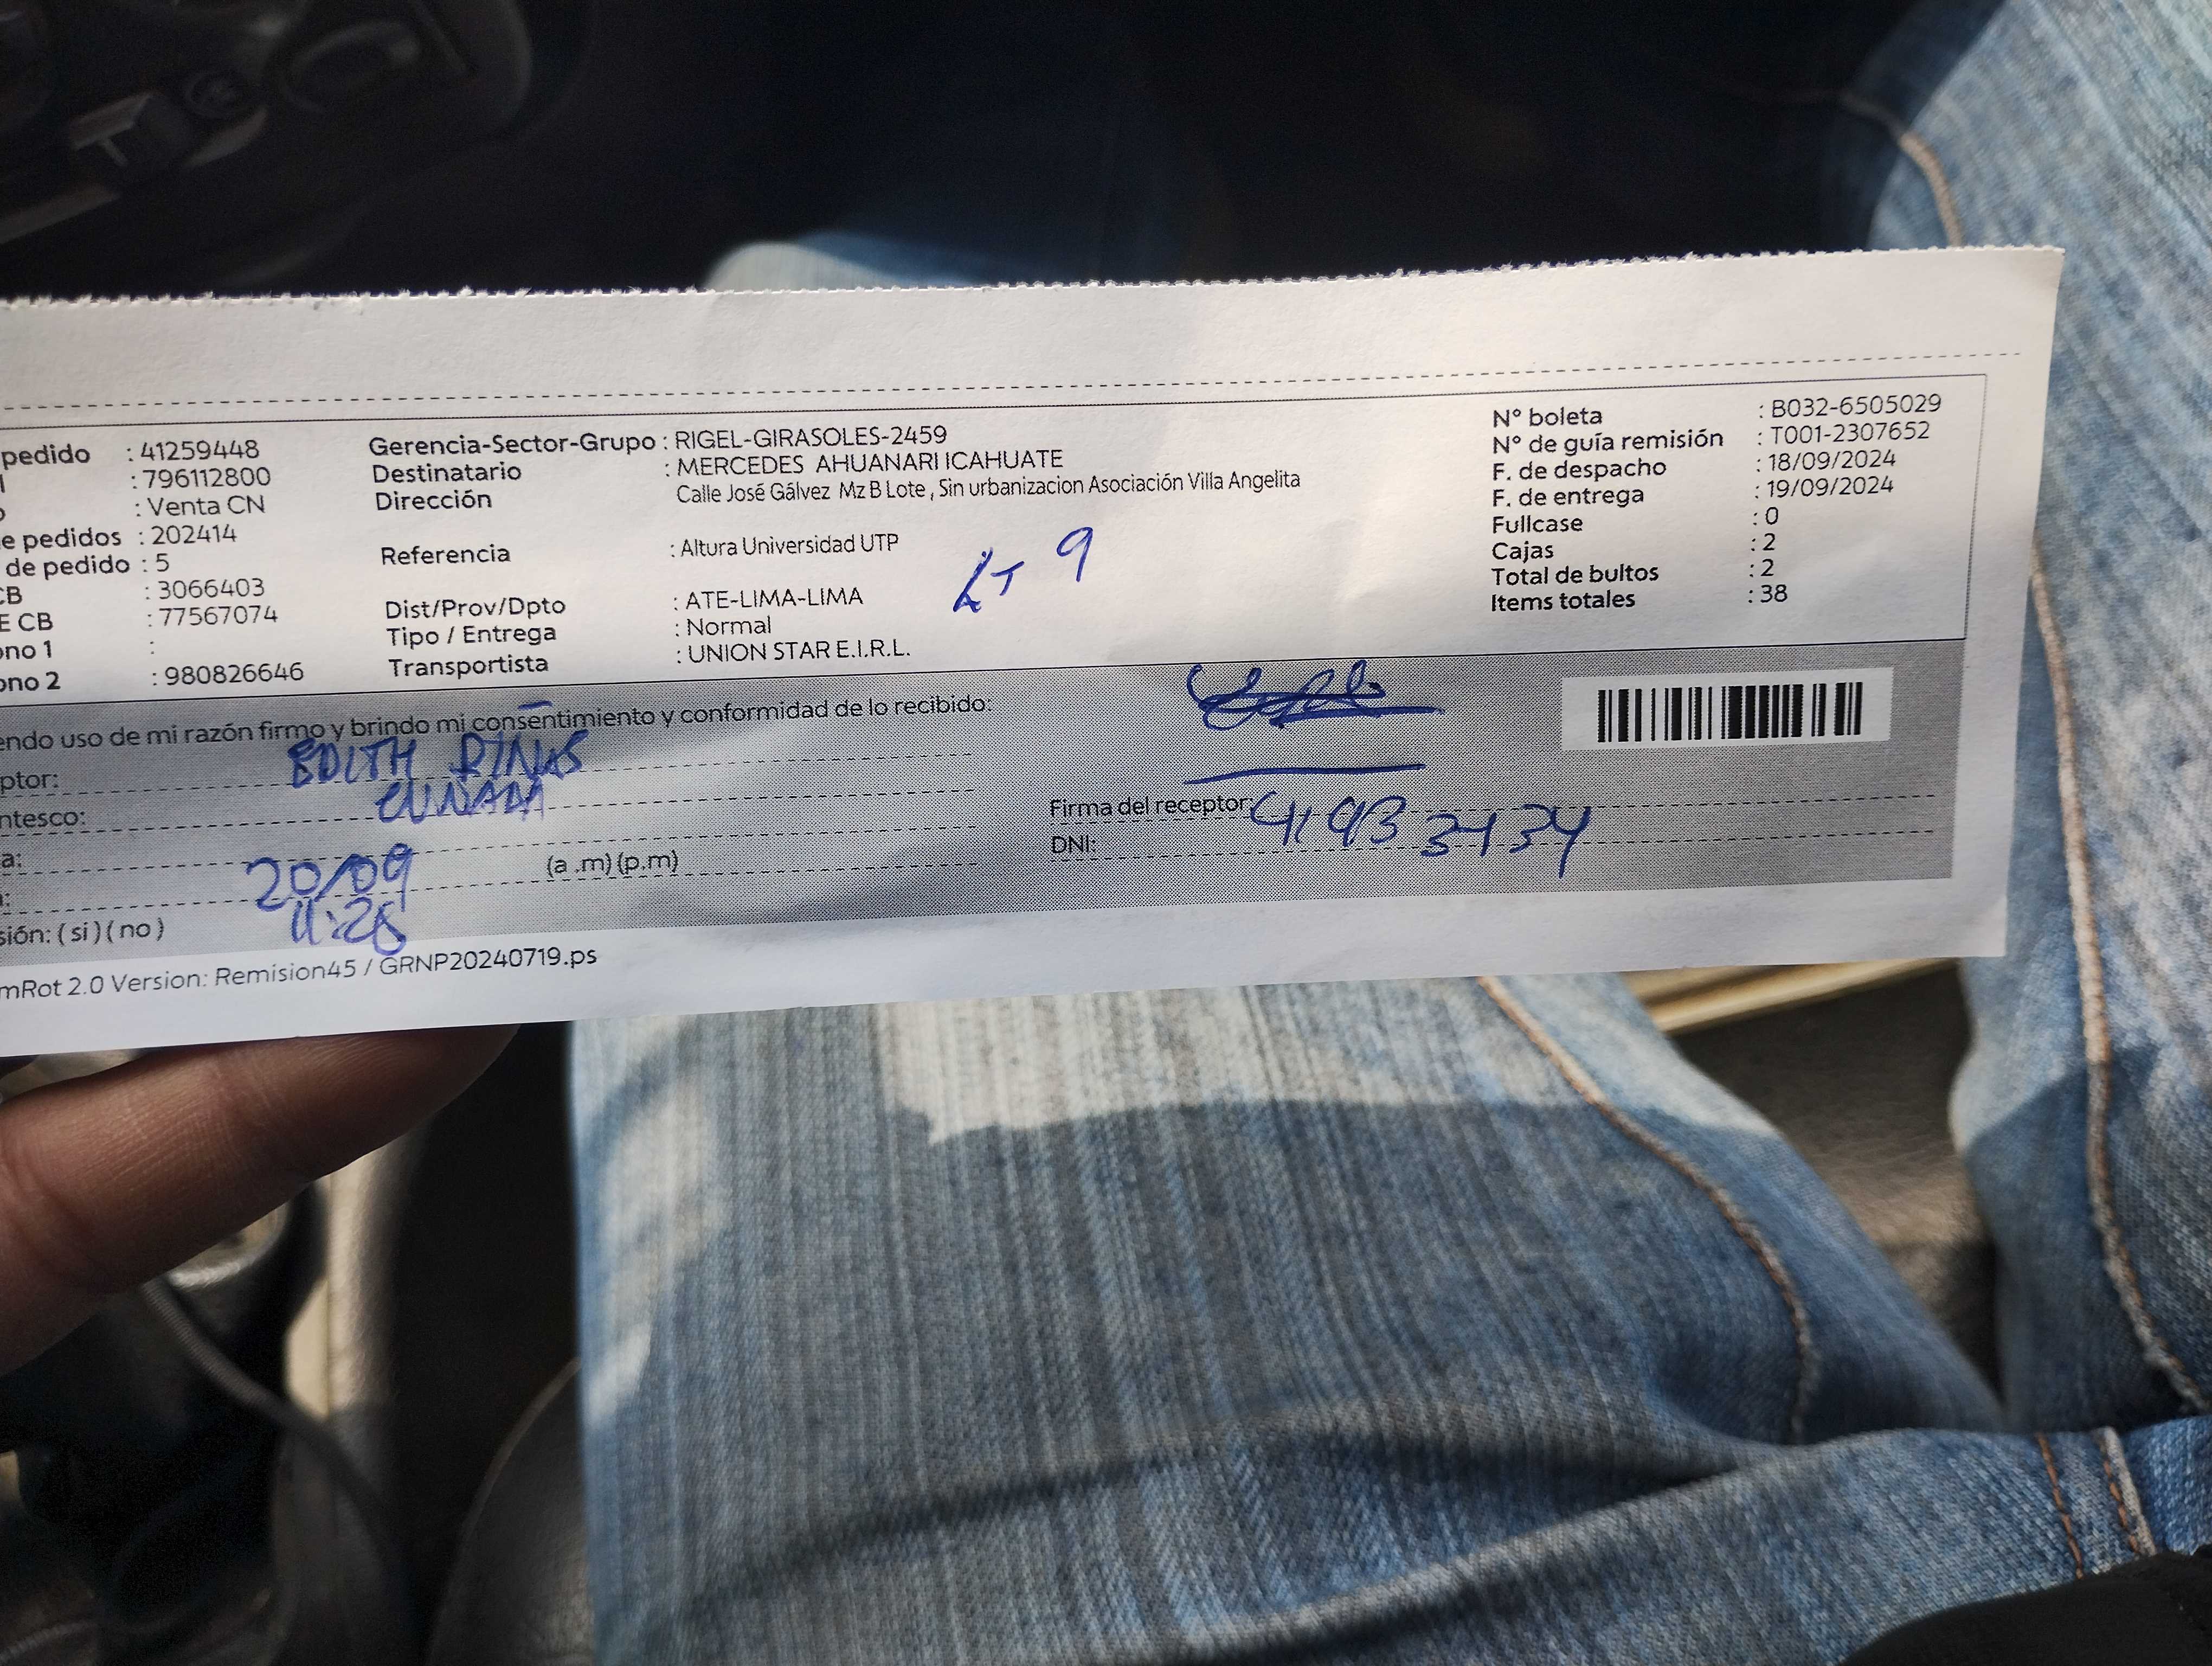 pedido : 41259448
: 796112800
: Venta CN
e pedidos : 202414
de pedido : 5
CB : 3066403
E CB : 77567074
ono 1 :
ono 2 : 980826646
Gerencia-Sector-Grupo : RIGEL-GIRASOLES-2459
Destinatario : MERCEDES AHUANARI ICAHUATE
Dirección Calle José Gálvez Mz B Lote , Sin urbanizacion Asociación Villa Angelita
Referencia : Altura Universidad UTP
LT 9
Dist/Prov/Dpto : ATE-LIMA-LIMA
Tipo / Entrega : Normal
Transportista : UNION STAR E.I.R.L.
N° boleta : B032-6505029
N° de guía remisión : T001-2307652
F. de despacho : 18/09/2024
F. de entrega : 19/09/2024
Fullcase : 0
Cajas : 2
Total de bultos : 2
Items totales : 38
endo uso de mi razón firmo y brindo mi consentimiento y conformidad de lo recibido:
ptor: EDITH
ntesco: CUÑADA
a: 20/09 (a .m) (p.m)
: 11:28
sión: ( si ) ( no )
Firma del receptor:
DNI: 41933434
mRot 2.0 Version: Remision45 / GRNP20240719.ps